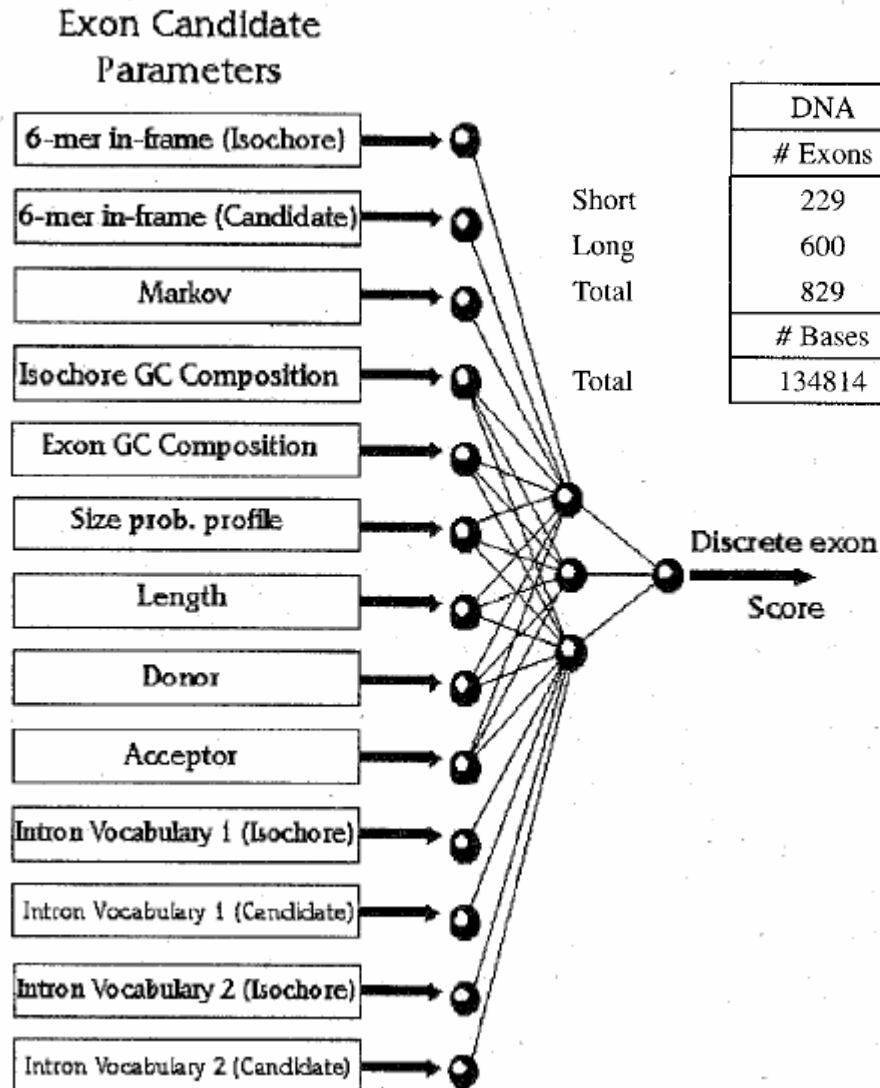 Exon Candidate
Parameters
6-mer in-frame (Isochore)
6-mer in-frame (Candidate)
Markov
Isochore GC Composition
Exon GC Composition
Size prob. profile
Length
Donor
Acceptor
Intron Vocabulary 1 (Isochore)
Intron Vocabulary 1 (Candidate)
Intron Vocabulary 2 (Isochore)
Intron Vocabulary 2 (Candidate)
DNA
# Exons
Short 229
Long 600
Total 829
# Bases
Total 134814
Discrete exon
Score